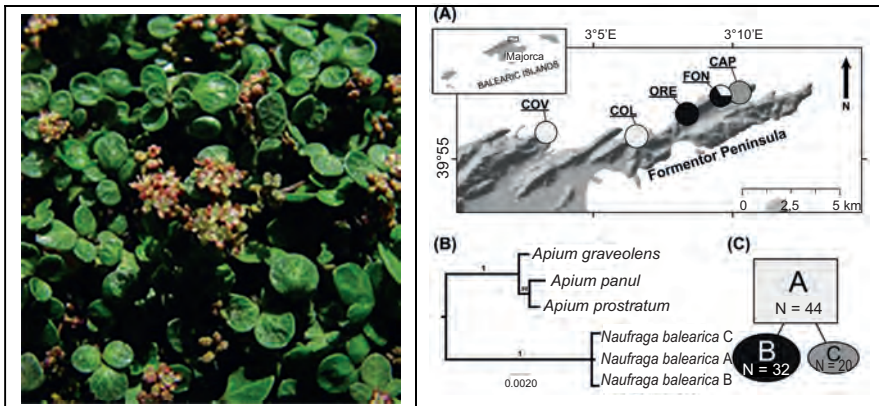 (A)
3°5'E
3°10'E
Majorca
BALEARIC ISLANDS
CAP
FON
ORE
COV
COL
N
39°55
Formentor Peninsula
0
2,5
5 km
(B)
(C)
Apium graveolens
1
Apium panul
Apium prostratum
Naufraga balearica C
1
Naufraga balearica A
Naufraga balearica B
0.0020
A
N = 44
B
N = 32
C
N = 20